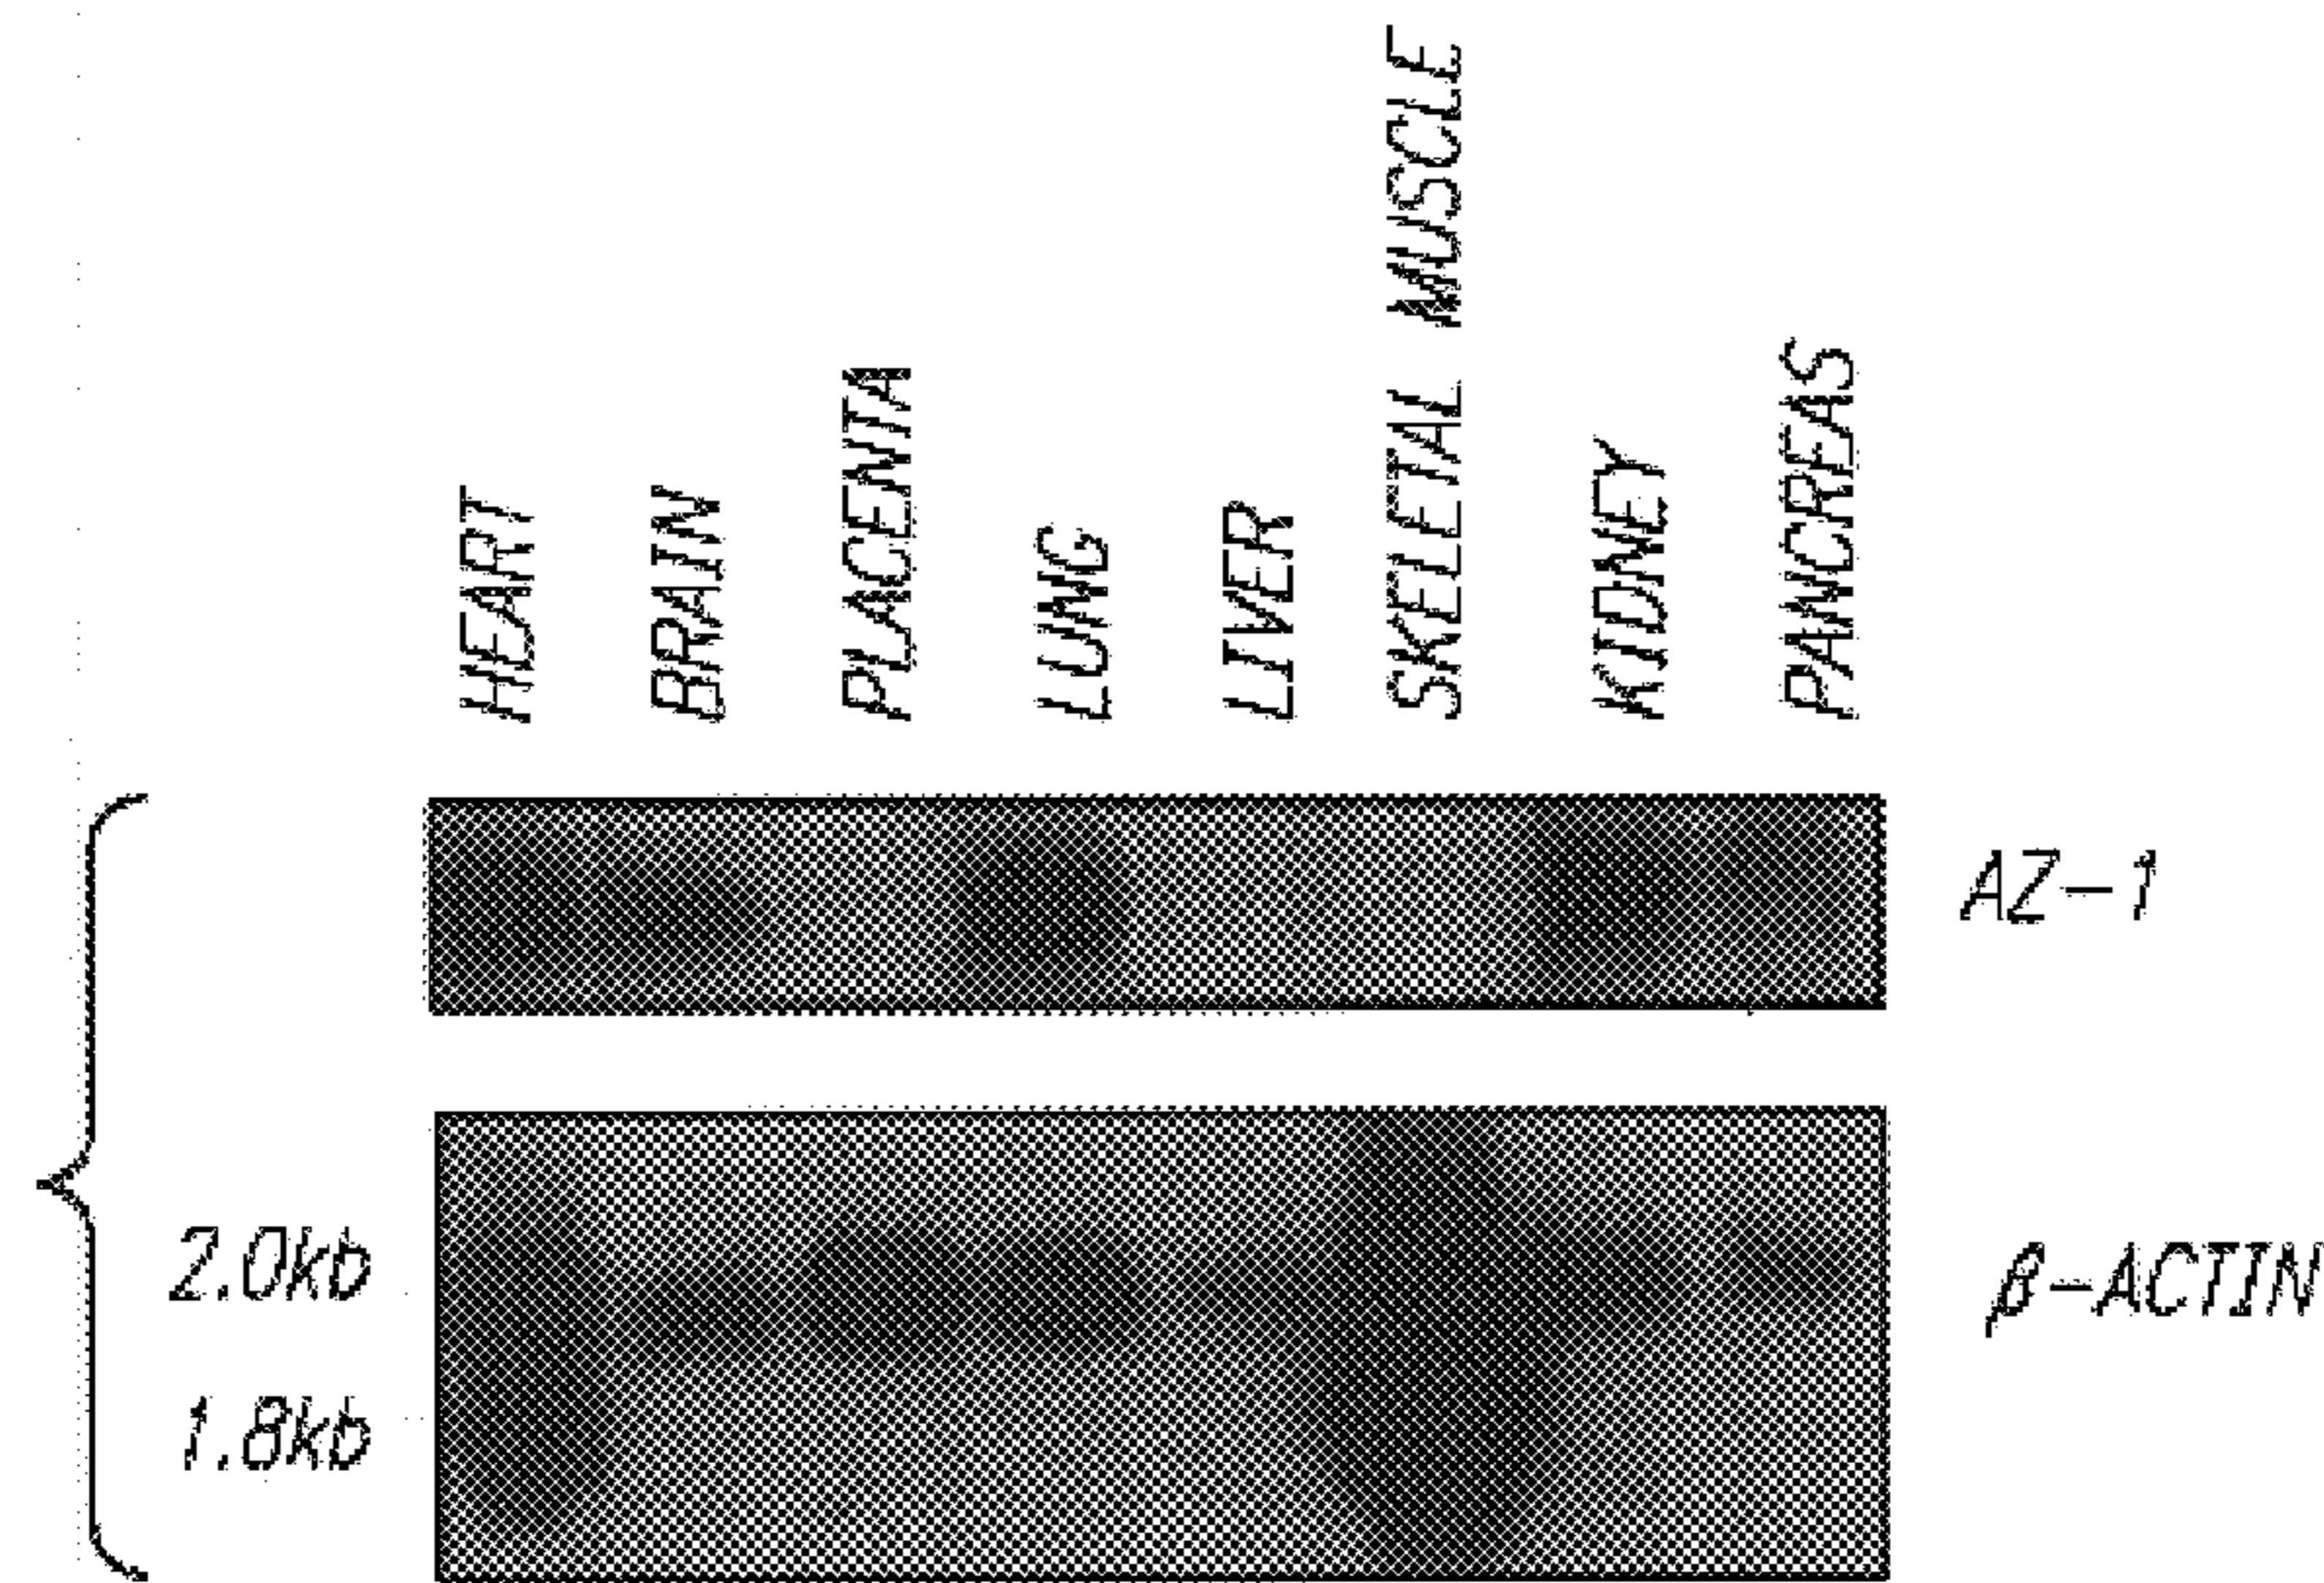 HEART
BRAIN
PLACENTA
LUNG
LIVER
SKELETAL MUSCLE
KIDNEY
PANCREAS
AZ-1
2.0kb
β-ACTIN
1.8kb